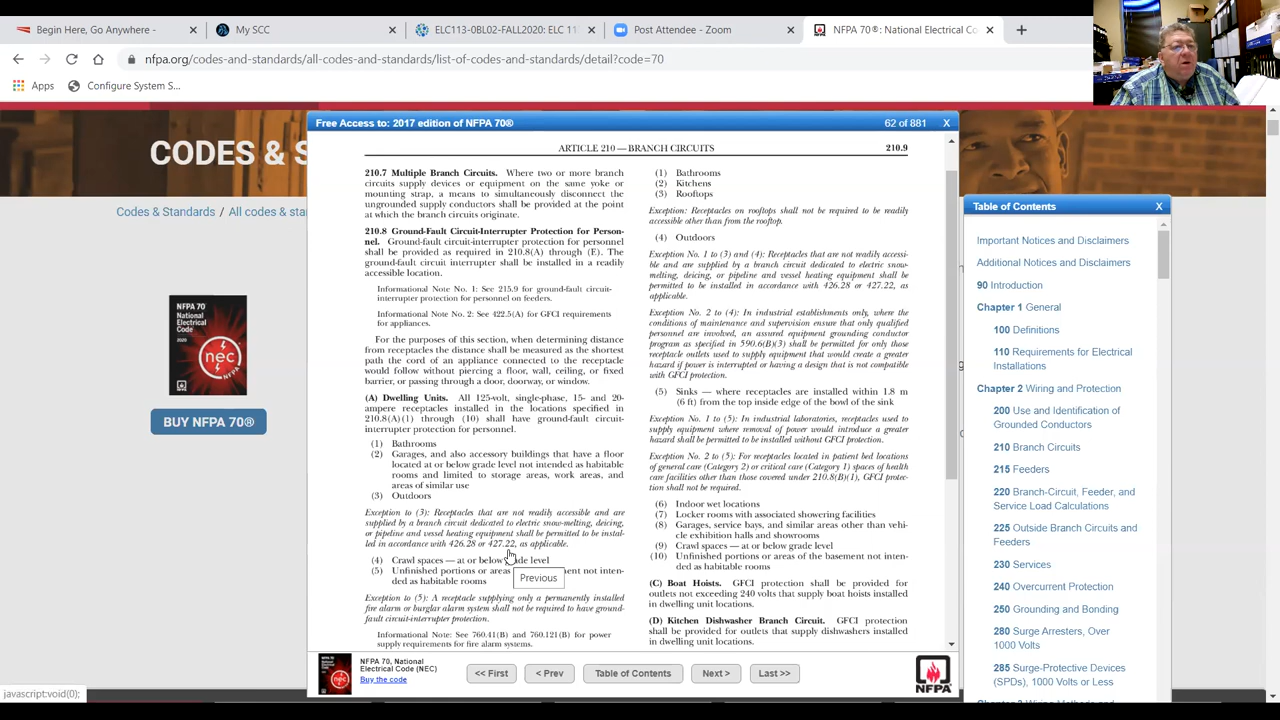 Begin Here, Go Anywhere -
My SCC
ELC113-0BL02-FALL2020: ELC 11
Post Attendee - Zoom
NFPA 70®: National Electrical Co
nfpa.org/codes-and-standards/all-codes-and-standards/list-of-codes-and-standards/detail?code=70
Apps
Configure System S...
CODES & S
Codes & Standards / All codes & sta
NFPA 70
National
Electrical
Code
2020
nec
BUY NFPA 70®
Free Access to: 2017 edition of NFPA 70®
62 of 881
X
ARTICLE 210 — BRANCH CIRCUITS
210.9
210.7 Multiple Branch Circuits. Where two or more branch
circuits supply devices or equipment on the same yoke or
mounting strap, a means to simultaneously disconnect the
ungrounded supply conductors shall be provided at the point
at which the branch circuits originate.
210.8 Ground-Fault Circuit-Interrupter Protection for Person-
nel. Ground-fault circuit-interrupter protection for personnel
shall be provided as required in 210.8(A) through (E). The
ground-fault circuit interrupter shall be installed in a readily
accessible location.
Informational Note No. 1: See 215.9 for ground-fault circuit-
interrupter protection for personnel on feeders.
Informational Note No. 2: See 422.5(A) for GFCI requirements
for appliances.
For the purposes of this section, when determining distance
from receptacles the distance shall be measured as the shortest
path the cord of an appliance connected to the receptacle
would follow without piercing a floor, wall, ceiling, or fixed
barrier, or passing through a door, doorway, or window.
(A) Dwelling Units. All 125-volt, single-phase, 15- and 20-
ampere receptacles installed in the locations specified in
210.8(A)(1) through (10) shall have ground-fault circuit-
interrupter protection for personnel.
(1) Bathrooms
(2) Garages, and also accessory buildings that have a floor
located at or below grade level not intended as habitable
rooms and limited to storage areas, work areas, and
areas of similar use
(3) Outdoors
Exception to (3): Receptacles that are not readily accessible and are
supplied by a branch circuit dedicated to electric snow-melting, deicing,
or pipeline and vessel heating equipment shall be permitted to be instal-
led in accordance with 426.28 or 427.22, as applicable.
(4) Crawl spaces — at or below grade level
(5) Unfinished portions or areas
ent not inten-
ded as habitable rooms
Previous
Exception to (5): A receptacle supplying only a permanently installed
fire alarm or burglar alarm system shall not be required to have ground-
fault circuit-interrupter protection.
Informational Note: See 760.41(B) and 760.121(B) for power
supply requirements for fire alarm systems.
(1) Bathrooms
(2) Kitchens
(3) Rooftops
Exception: Receptacles on rooftops shall not be required to be readily
accessible other than from the rooftop.
(4) Outdoors
Exception No. 1 to (3) and (4): Receptacles that are not readily accessi-
ble and are supplied by a branch circuit dedicated to electric snow-
melting, deicing, or pipeline and vessel heating equipment shall be
permitted to be installed in accordance with 426.28 or 427.22, as
applicable.
Exception No. 2 to (4): In industrial establishments only, where the
conditions of maintenance and supervision ensure that only qualified
personnel are involved, an assured equipment grounding conductor
program as specified in 590.6(B)(3) shall be permitted for only those
receptacle outlets used to supply equipment that would create a greater
hazard if power is interrupted or having a design that is not compatible
with GFCI protection.
(5) Sinks — where receptacles are installed within 1.8 m
(6 ft) from the top inside edge of the bowl of the sink
Exception No. 1 to (5): In industrial laboratories, receptacles used to
supply equipment where removal of power would introduce a greater
hazard shall be permitted to be installed without GFCI protection.
Exception No. 2 to (5): For receptacles located in patient bed locations
of general care (Category 2) or critical care (Category 1) spaces of health
care facilities other than those covered under 210.8(B)(1), GFCI protec-
tion shall not be required.
(6) Indoor wet locations
(7) Locker rooms with associated showering facilities
(8) Garages, service bays, and similar areas other than vehi-
cle exhibition halls and showrooms
(9) Crawl spaces — at or below grade level
(10) Unfinished portions or areas of the basement not inten-
ded as habitable rooms
(C) Boat Hoists. GFCI protection shall be provided for
outlets not exceeding 240 volts that supply boat hoists installed
in dwelling unit locations.
(D) Kitchen Dishwasher Branch Circuit. GFCI protection
shall be provided for outlets that supply dishwashers installed
in dwelling unit locations.
NFPA 70, National
Electrical Code (NEC)
Buy the code
<< First
< Prev
Table of Contents
Next >
Last >>
NFPA
Table of Contents
X
Important Notices and Disclaimers
Additional Notices and Disclaimers
90 Introduction
Chapter 1 General
100 Definitions
110 Requirements for Electrical
Installations
Chapter 2 Wiring and Protection
200 Use and Identification of
Grounded Conductors
210 Branch Circuits
215 Feeders
220 Branch-Circuit, Feeder, and
Service Load Calculations
225 Outside Branch Circuits and
Feeders
230 Services
240 Overcurrent Protection
250 Grounding and Bonding
280 Surge Arresters, Over
1000 Volts
285 Surge-Protective Devices
(SPDs), 1000 Volts or Less
javascript:void(0);